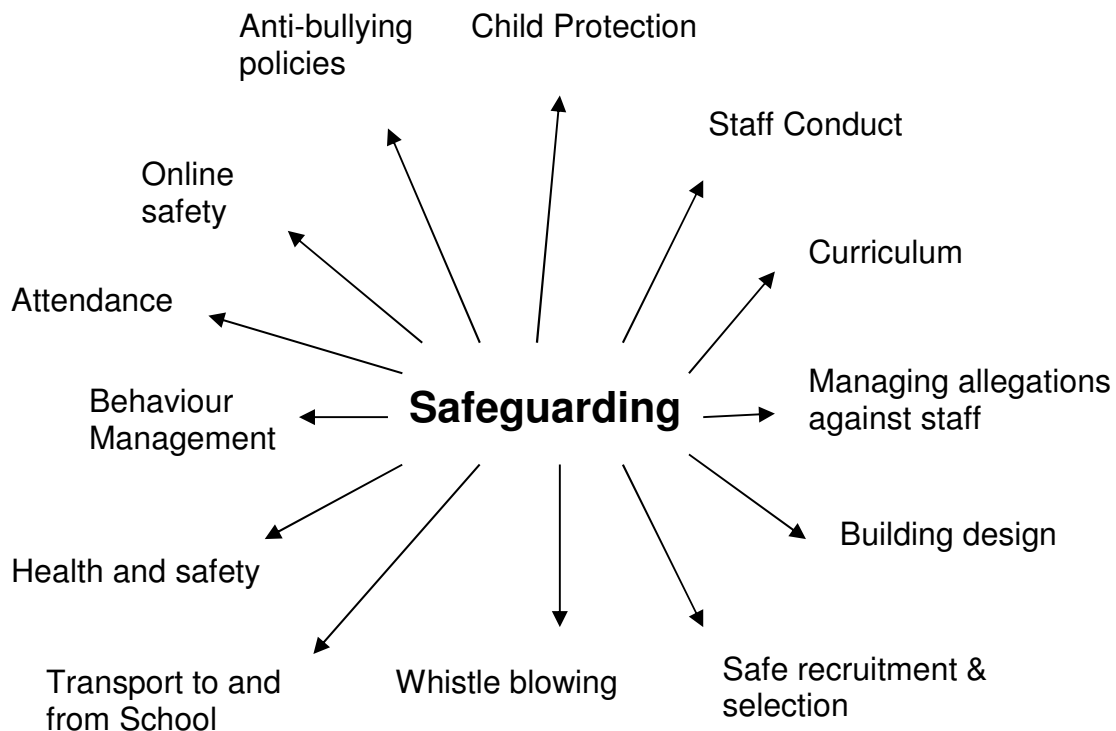 Anti-bullying
policies
Child Protection
Staff Conduct
Online
safety
Curriculum
Attendance
Managing allegations
against staff
Behaviour
Management
Safeguarding
Building design
Health and safety
Transport to and
from School
Whistle blowing
Safe recruitment &
selection